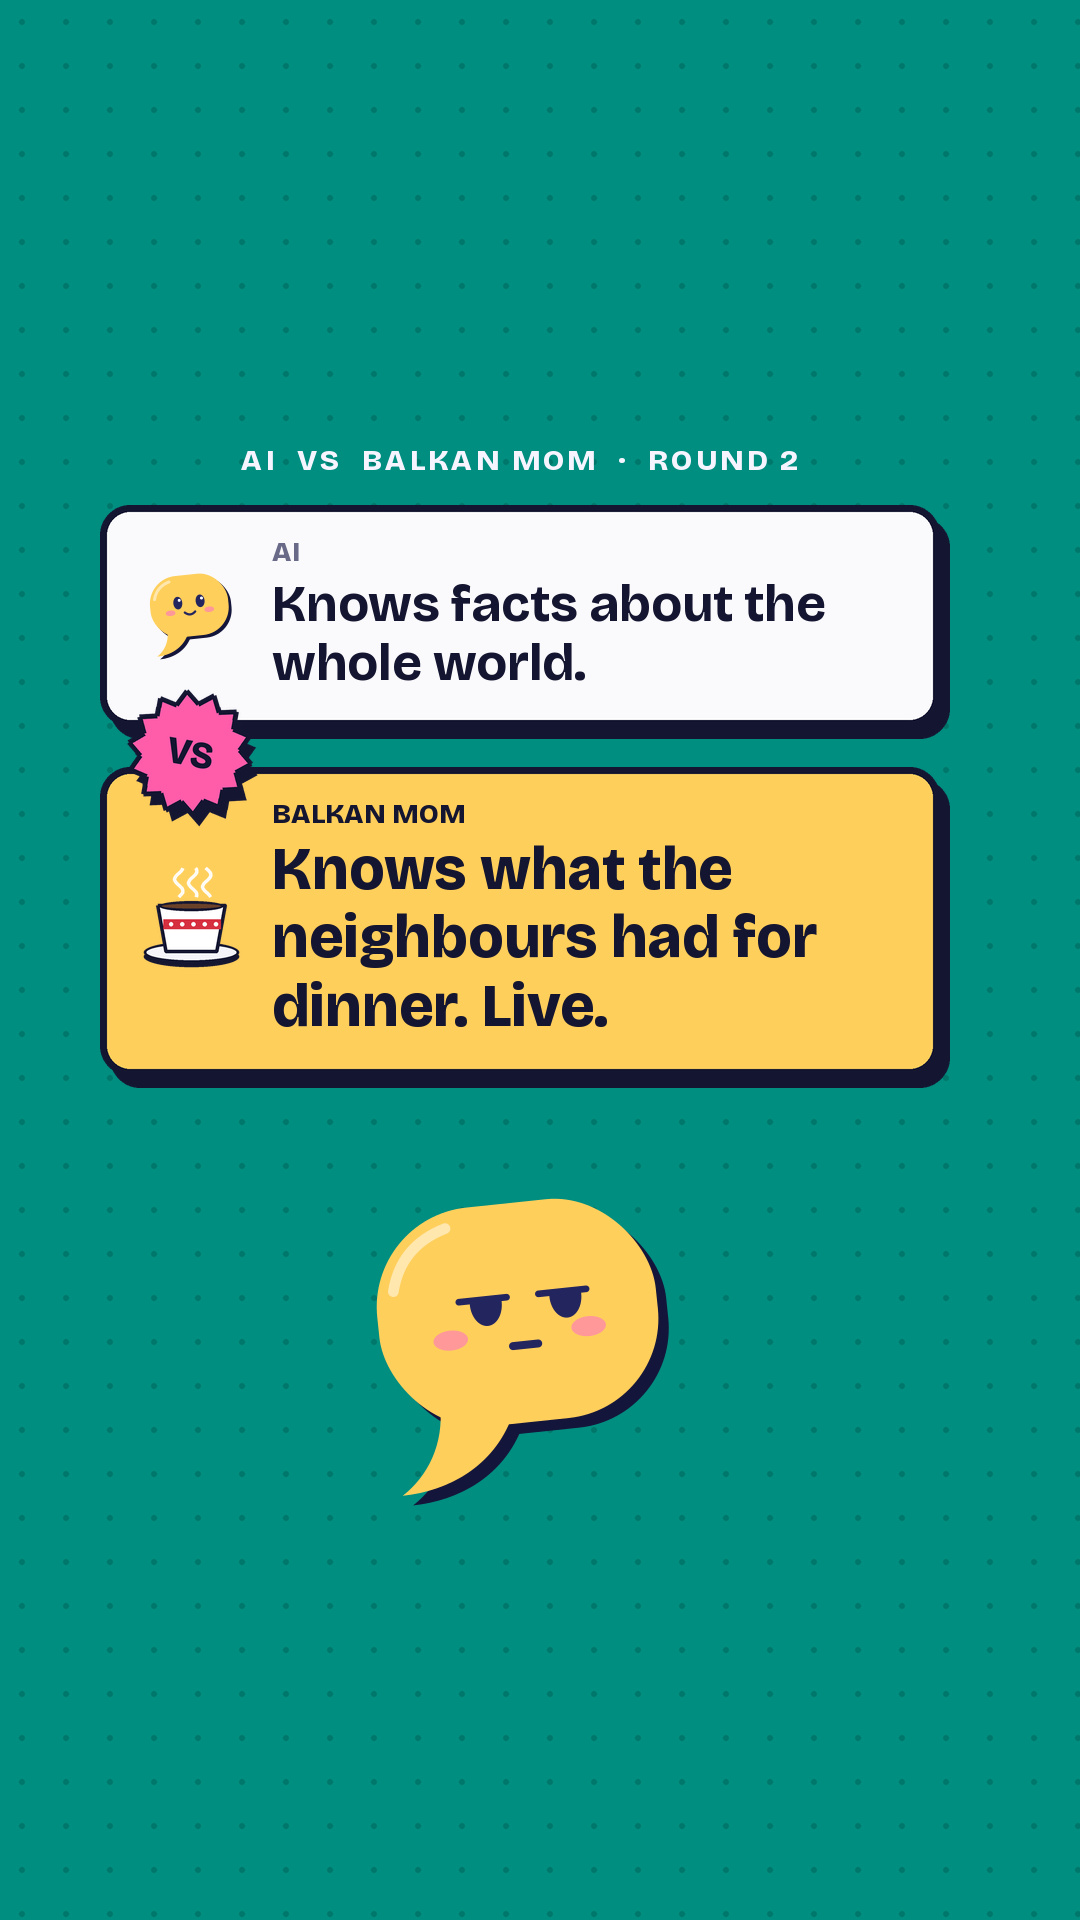 AI VS BALKAN MOM · ROUND 2
AI
Knows facts about the
whole world.
VS
BALKAN MOM
Knows what the
neighbours had for
dinner. Live.